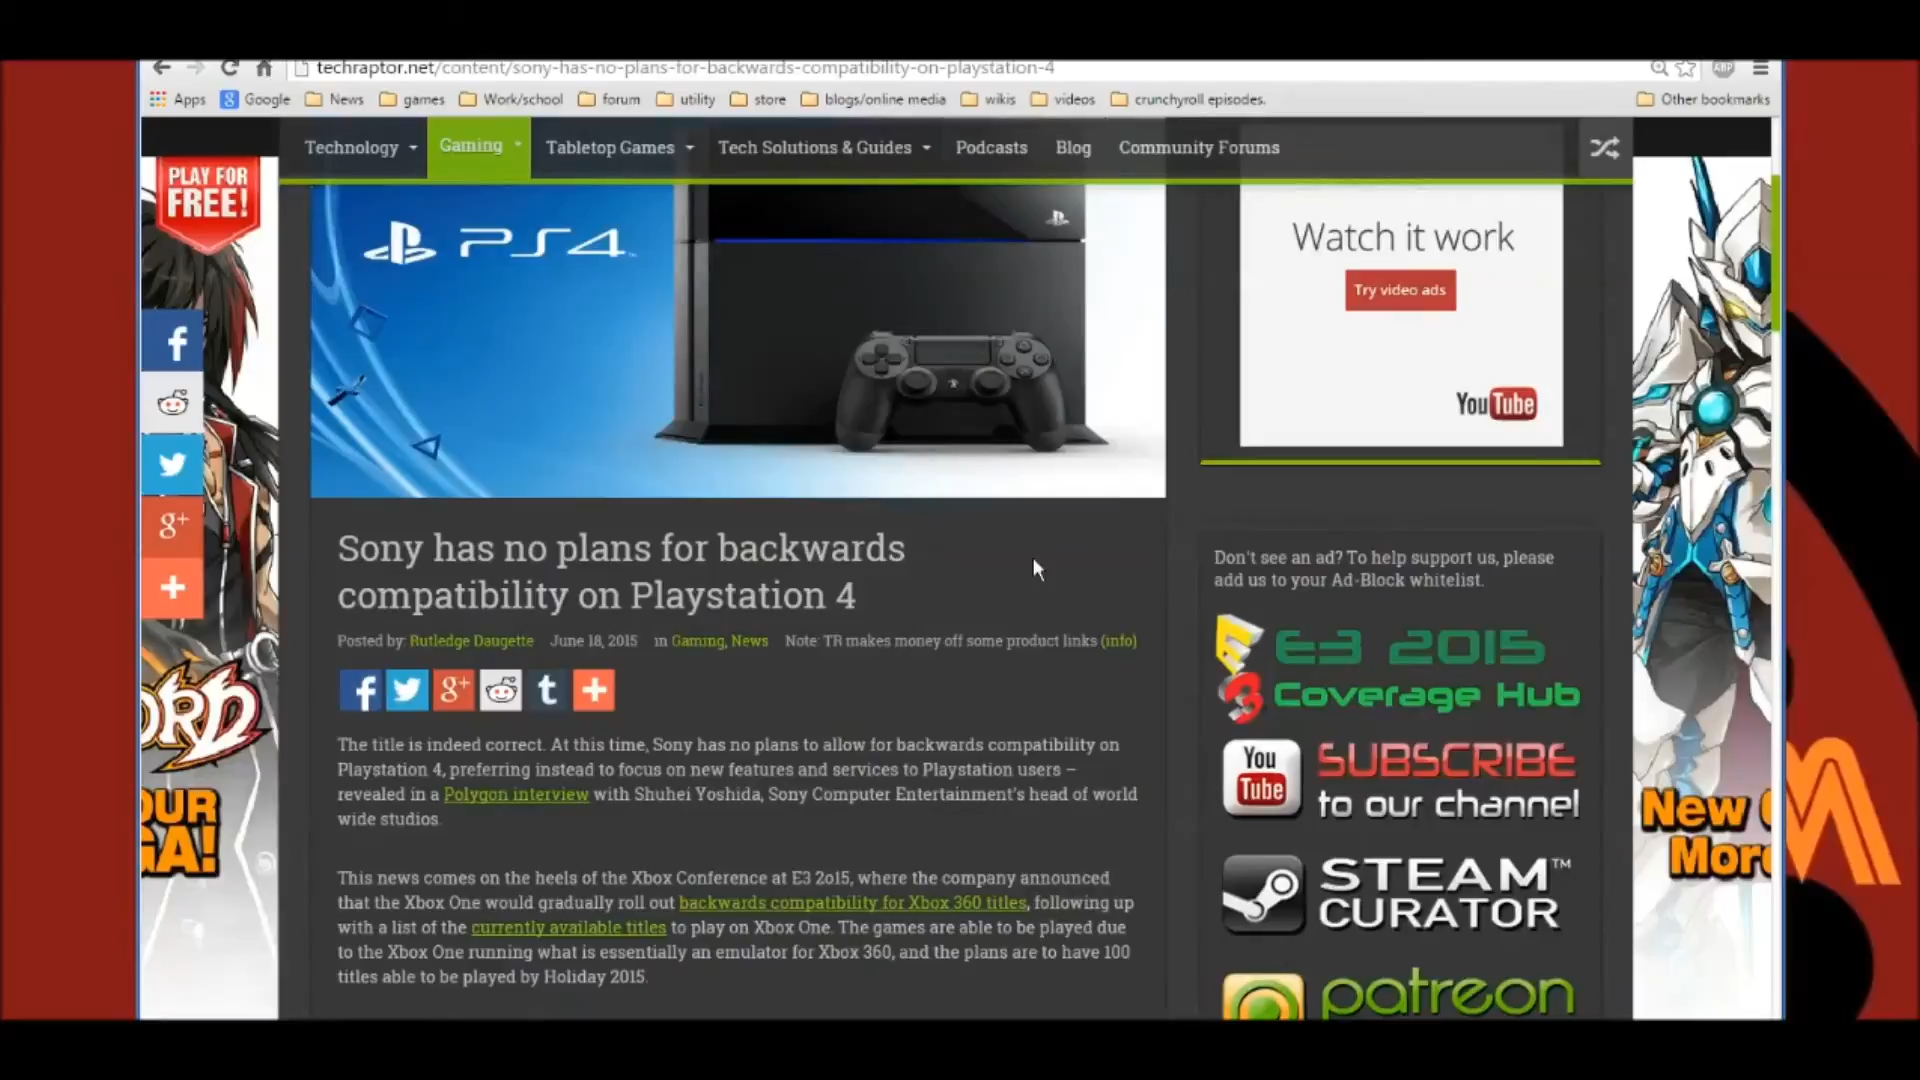 techraptor.net/content/sony-has-no-plans-for-backwards-compatibility-on-playstation-4
Apps Google News games Work/school forum utility store blogs/online media wikis videos crunchyroll episodes. Other bookmarks
Technology Gaming Tabletop Games Tech Solutions & Guides Podcasts Blog Community Forums
PLAY FOR
FREE!
PS4
Watch it work
Try video ads
YouTube
Sony has no plans for backwards
compatibility on Playstation 4
Posted by: Rutledge Daugette June 18, 2015 in Gaming, News Note: TR makes money off some product links (info)
The title is indeed correct. At this time, Sony has no plans to allow for backwards compatibility on
Playstation 4, preferring instead to focus on new features and services to Playstation users –
revealed in a Polygon interview with Shuhei Yoshida, Sony Computer Entertainment's head of world
wide studios.
This news comes on the heels of the Xbox Conference at E3 2015, where the company announced
that the Xbox One would gradually roll out backwards compatibility for Xbox 360 titles, following up
with a list of the currently available titles to play on Xbox One. The games are able to be played due
to the Xbox One running what is essentially an emulator for Xbox 360, and the plans are to have 100
titles able to be played by Holiday 2015.
Don't see an ad? To help support us, please
add us to your Ad-Block whitelist.
E3 E3 2015
Coverage Hub
You Tube SUBSCRIBE
to our channel
STEAM™
CURATOR
patreon
ORD
OUR
GA!
New
More
ABP